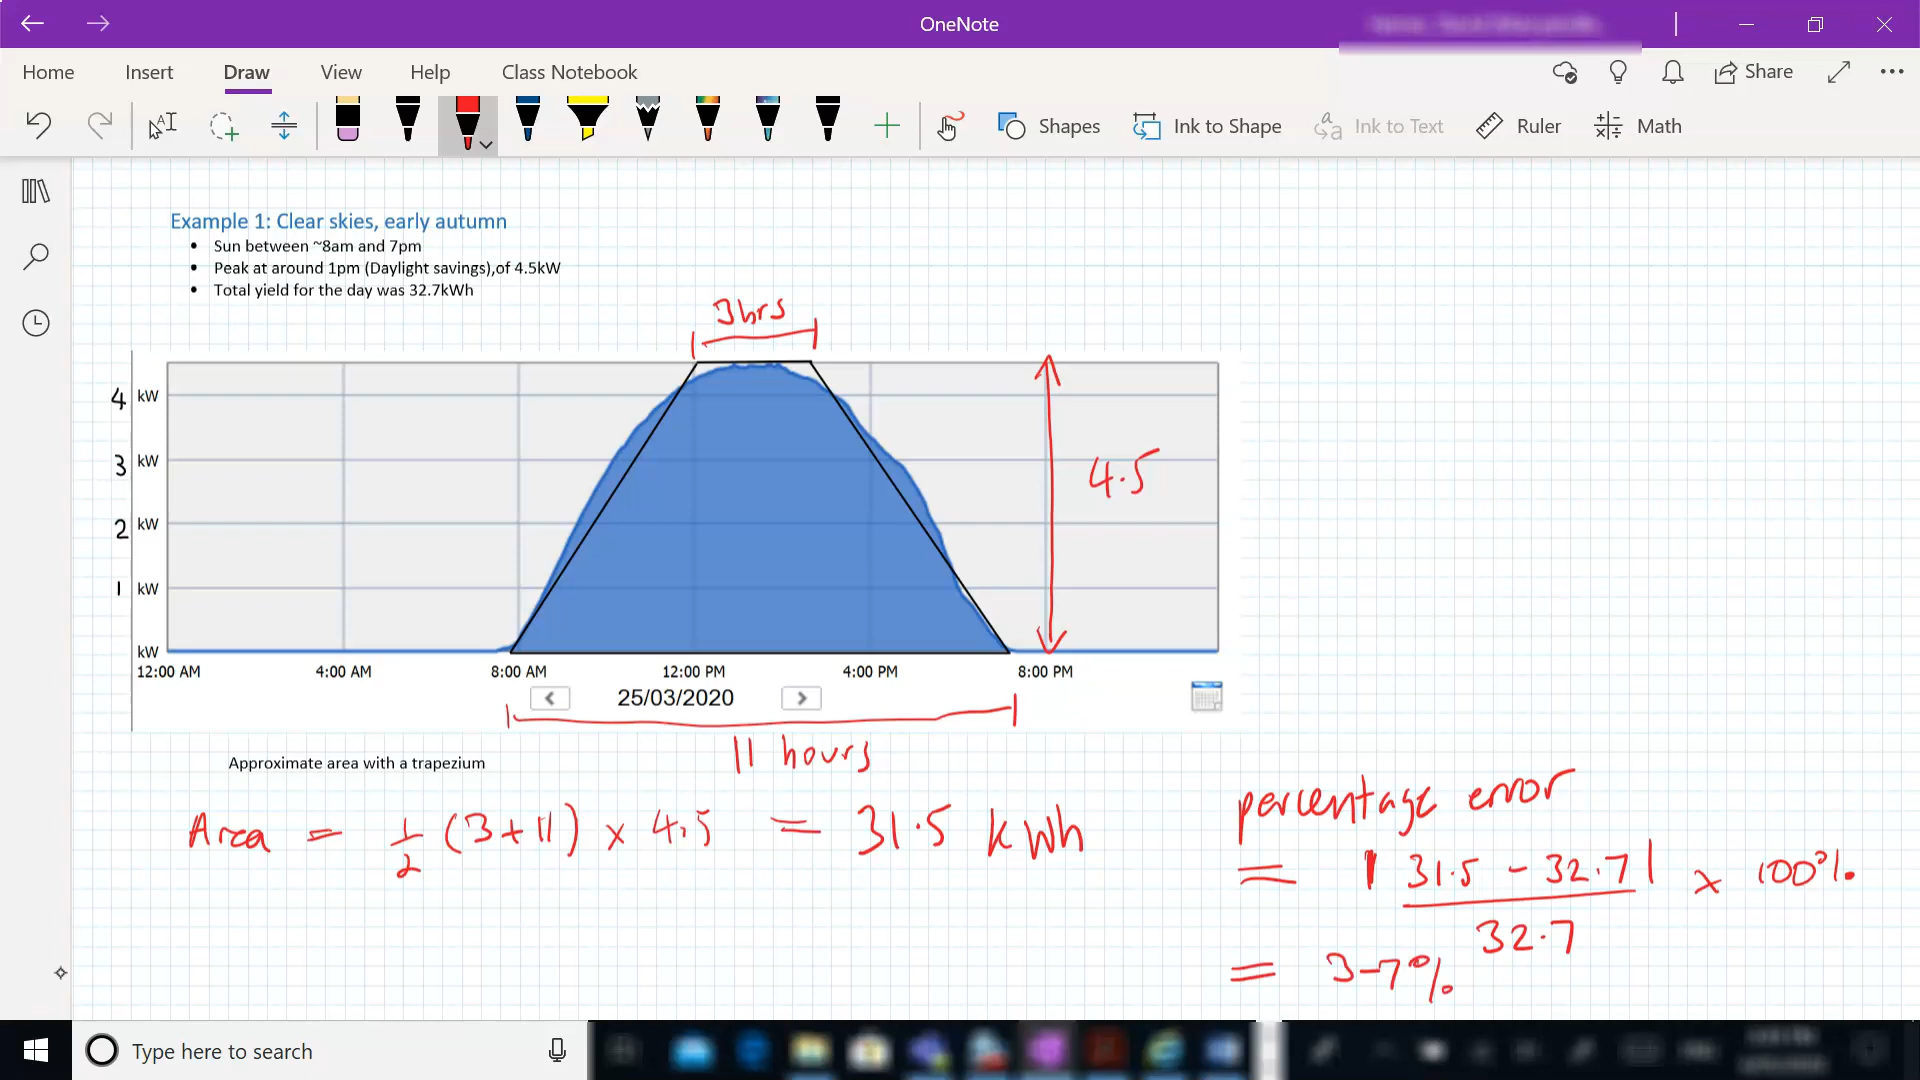 OneNote
Home Insert Draw View Help Class Notebook Share
Shapes Ink to Shape Ink to Text Ruler Math
Example 1: Clear skies, early autumn
• Sun between ~8am and 7pm
• Peak at around 1pm (Daylight savings),of 4.5kW
• Total yield for the day was 32.7kWh
3hrs
4 kW
3 kW
4.5
2 kW
1 kW
kW
12:00 AM 4:00 AM 8:00 AM 12:00 PM 4:00 PM 8:00 PM
25/03/2020
11 hours
Approximate area with a trapezium
Area = 1/2 (3+11) × 4.5 = 31.5 kWh
percentage error
= |31.5 - 32.7| / 32.7 × 100%
= 3-7%
Type here to search